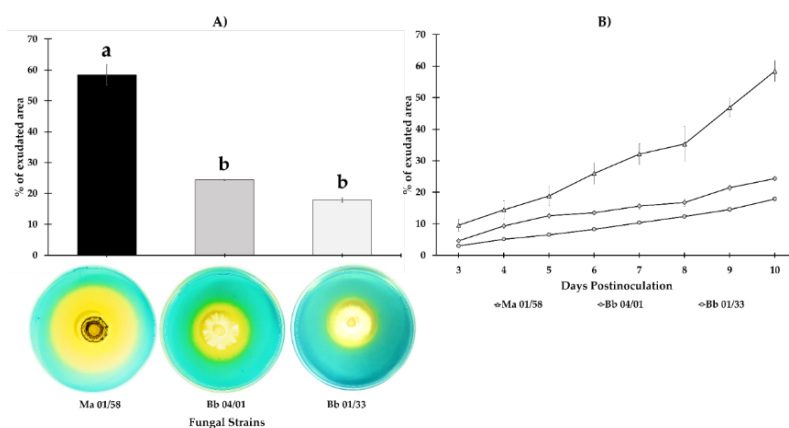 A)
70
60
50
40
30
20
10
0
% of exudated area
a
b
b
Ma 01/58 Bb 04/01 Bb 01/33
Fungal Strains
B)
70
60
50
40
30
20
10
0
% of exudated area
3 4 5 6 7 8 9 10
Days Postinoculation
Ma 01/58 Bb 04/01 Bb 01/33